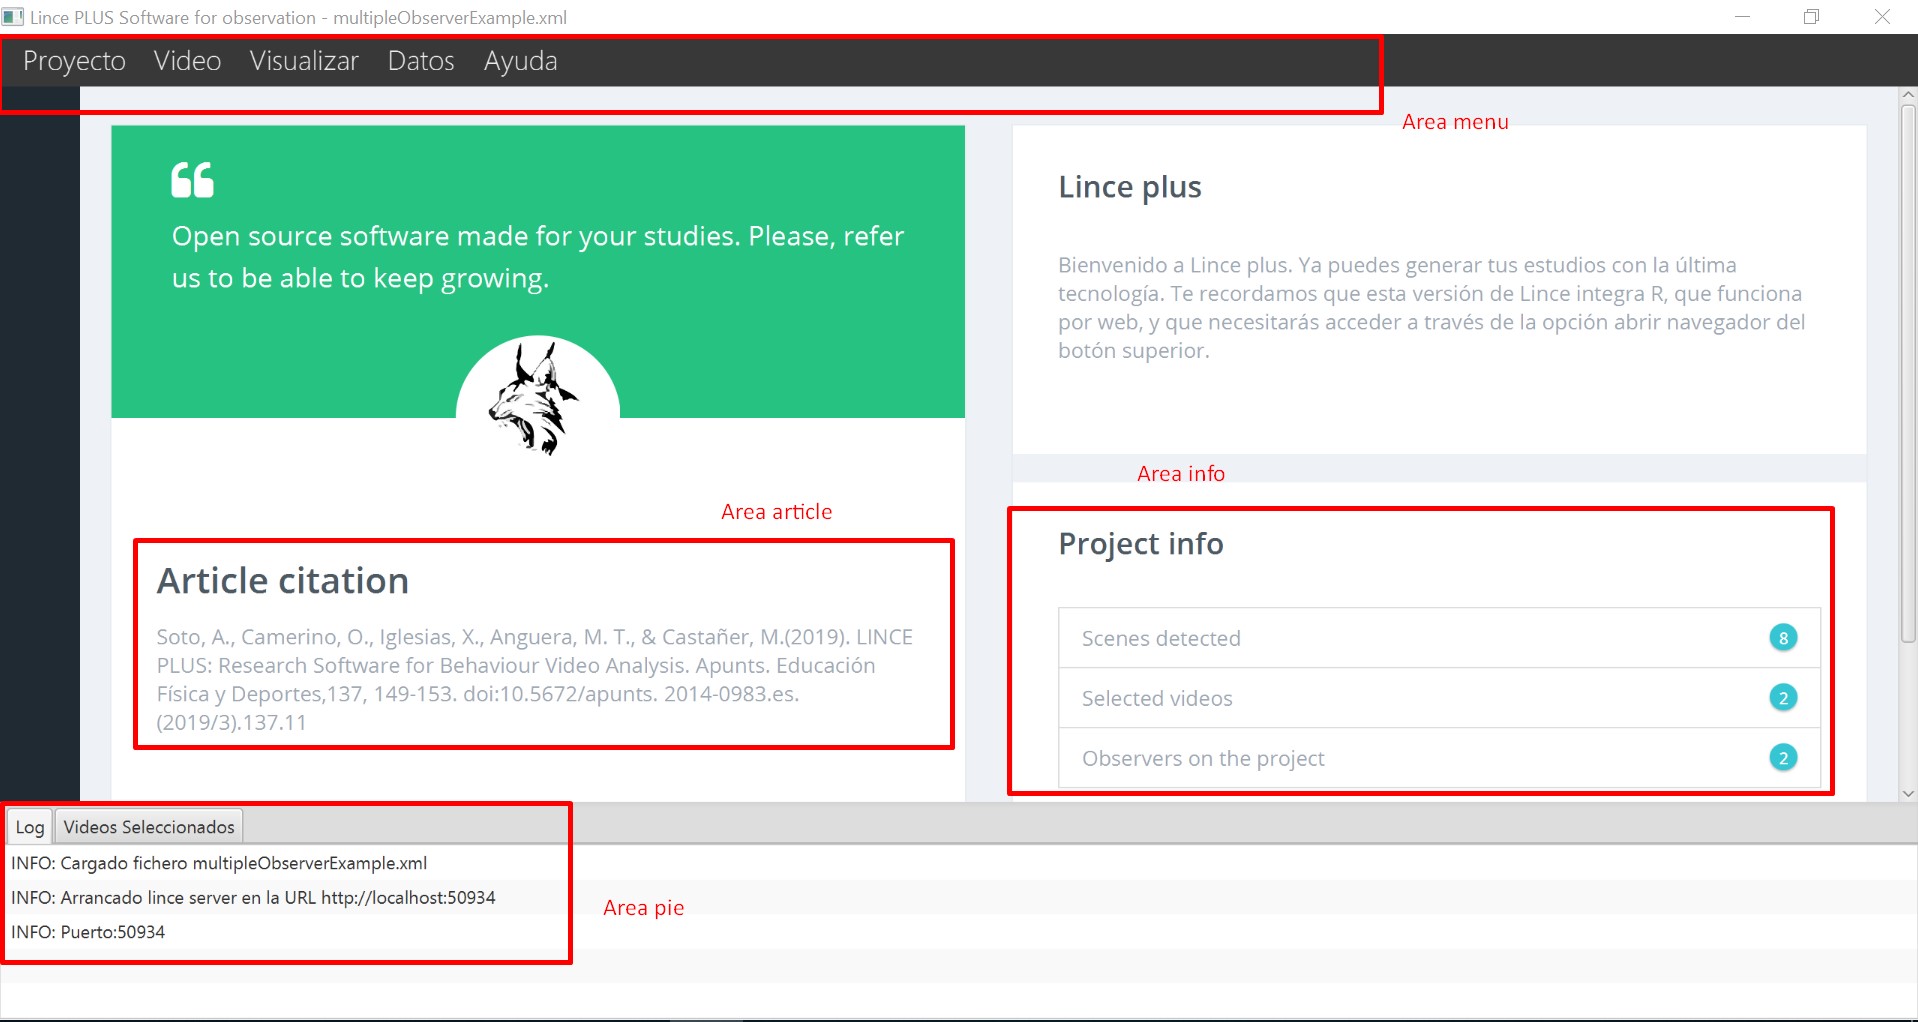 Lince PLUS Software for observation - multipleObserverExample.xml
Proyecto Video Visualizar Datos Ayuda
Area menu
Open source software made for your studies. Please, refer
us to be able to keep growing.
Lince plus
Bienvenido a Lince plus. Ya puedes generar tus estudios con la última
tecnología. Te recordamos que esta versión de Lince integra R, que funciona
por web, y que necesitarás acceder a través de la opción abrir navegador del
botón superior.
Area article
Article citation
Soto, A., Camerino, O., Iglesias, X., Anguera, M. T., & Castañer, M.(2019). LINCE
PLUS: Research Software for Behaviour Video Analysis. Apunts. Educación
Física y Deportes,137, 149-153. doi:10.5672/apunts. 2014-0983.es.
(2019/3).137.11
Area info
Project info
Scenes detected 8
Selected videos 2
Observers on the project 2
Log Videos Seleccionados
INFO: Cargado fichero multipleObserverExample.xml
INFO: Arrancado lince server en la URL http://localhost:50934
INFO: Puerto:50934
Area pie